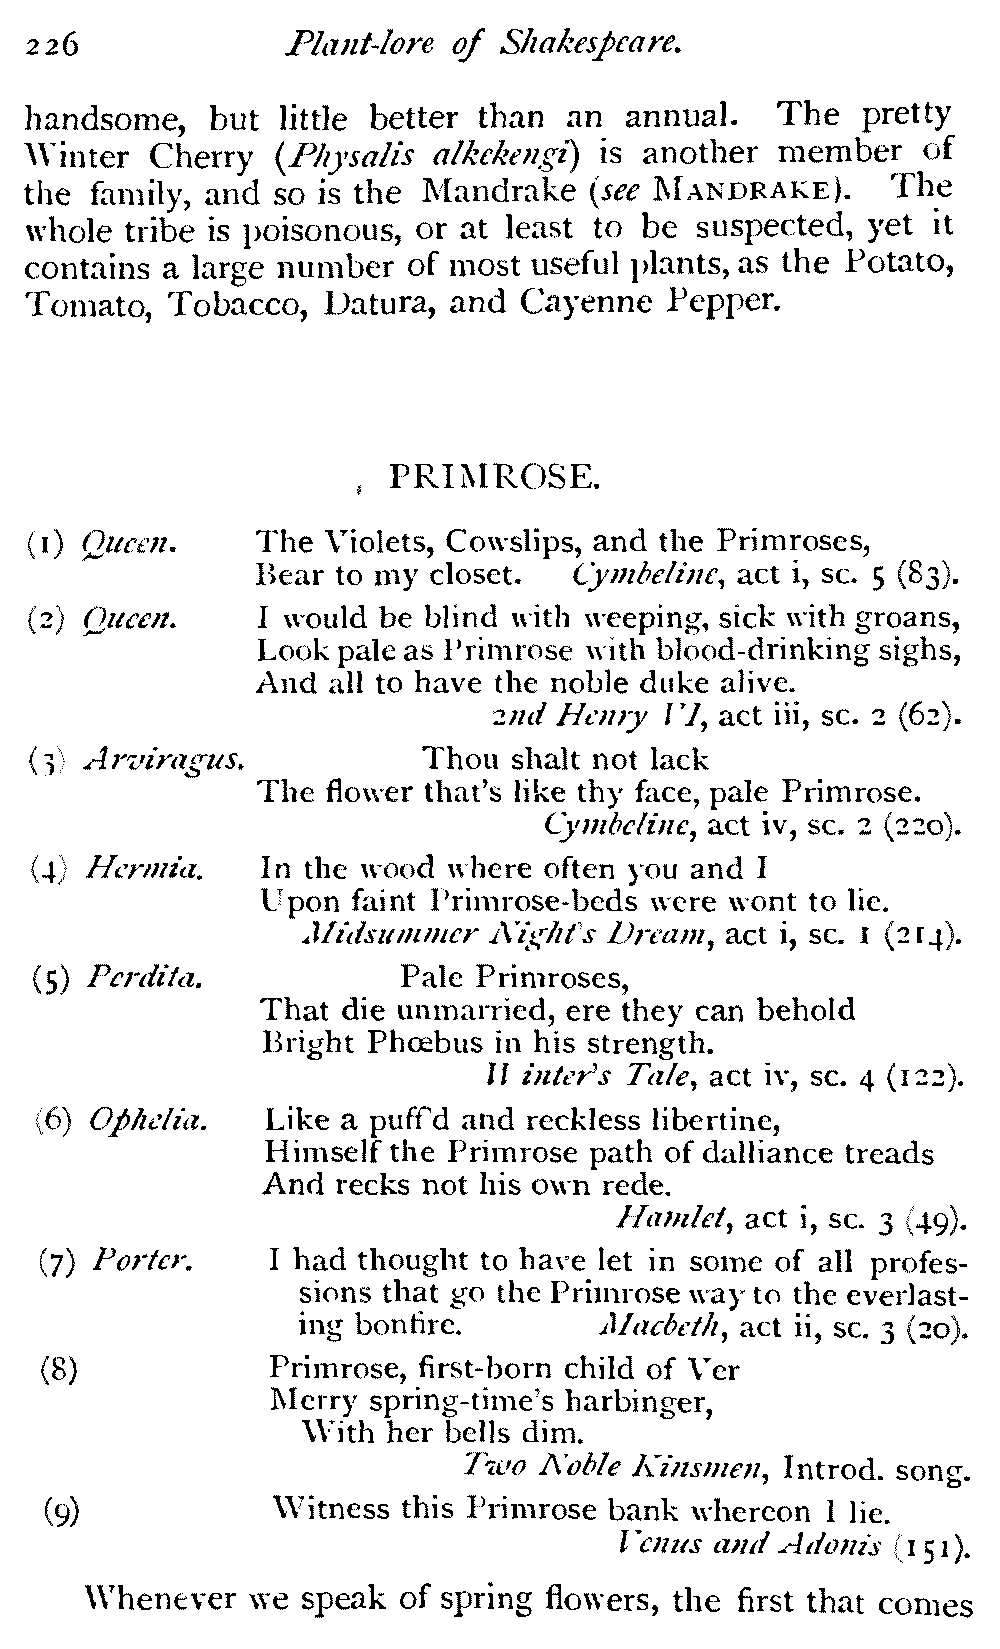 226 Plant-lore of Shakespeare.
handsome, but little better than an annual. The pretty
Winter Cherry (Physalis alkekengi) is another member of
the family, and so is the Mandrake (see MANDRAKE). The
whole tribe is poisonous, or at least to be suspected, yet it
contains a large number of most useful plants, as the Potato,
Tomato, Tobacco, Datura, and Cayenne Pepper.
PRIMROSE.
(1) Queen. The Violets, Cowslips, and the Primroses,
Bear to my closet. Cymbeline, act i, sc. 5 (83).
(2) Queen. I would be blind with weeping, sick with groans,
Look pale as Primrose with blood-drinking sighs,
And all to have the noble duke alive.
2nd Henry VI, act iii, sc. 2 (62).
(3) Arviragus. Thou shalt not lack
The flower that's like thy face, pale Primrose.
Cymbeline, act iv, sc. 2 (220).
(4) Hermia. In the wood where often you and I
Upon faint Primrose-beds were wont to lie.
Midsummer Night's Dream, act i, sc. 1 (214).
(5) Perdita. Pale Primroses,
That die unmarried, ere they can behold
Bright Phœbus in his strength.
Winter's Tale, act iv, sc. 4 (122).
(6) Ophelia. Like a puff'd and reckless libertine,
Himself the Primrose path of dalliance treads
And recks not his own rede.
Hamlet, act i, sc. 3 (49).
(7) Porter. I had thought to have let in some of all profes-
sions that go the Primrose way to the everlast-
ing bonfire. Macbeth, act ii, sc. 3 (20).
(8) Primrose, first-born child of Ver
Merry spring-time's harbinger,
With her bells dim.
Two Noble Kinsmen, Introd. song.
(9) Witness this Primrose bank whereon I lie.
Venus and Adonis (151).
Whenever we speak of spring flowers, the first that comes